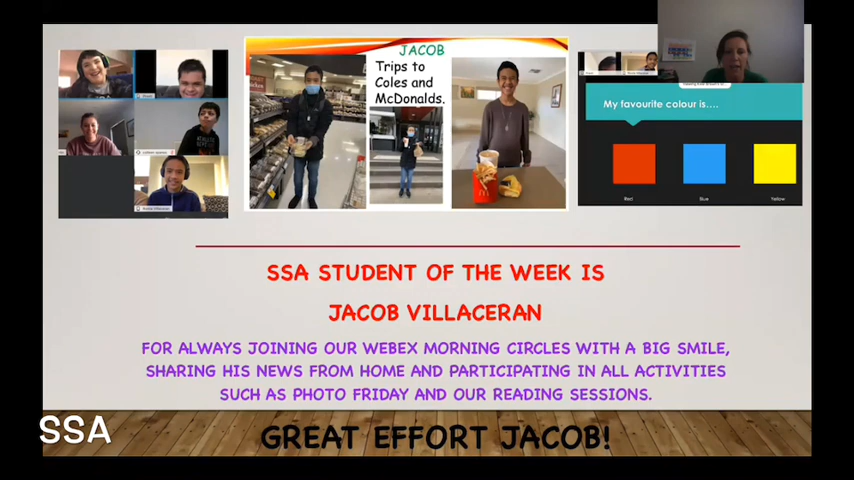 JACOB
Trips to
Coles and
McDonalds.
My favourite colour is....
Red
Blue
Yellow
SSA STUDENT OF THE WEEK IS
JACOB VILLACERAN
FOR ALWAYS JOINING OUR WEBEX MORNING CIRCLES WITH A BIG SMILE,
SHARING HIS NEWS FROM HOME AND PARTICIPATING IN ALL ACTIVITIES
SUCH AS PHOTO FRIDAY AND OUR READING SESSIONS.
SSA
GREAT EFFORT JACOB!